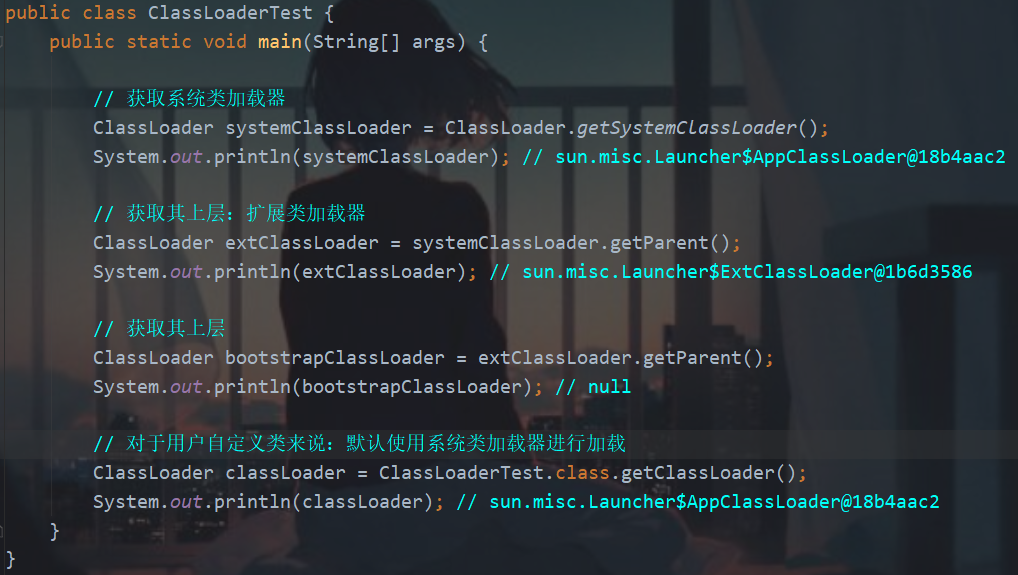 public class ClassLoaderTest {
public static void main(String[] args) {
// 获取系统类加载器
ClassLoader systemClassLoader = ClassLoader.getSystemClassLoader();
System.out.println(systemClassLoader); // sun.misc.Launcher$AppClassLoader@18b4aac2
// 获取其上层：扩展类加载器
ClassLoader extClassLoader = systemClassLoader.getParent();
System.out.println(extClassLoader); // sun.misc.Launcher$ExtClassLoader@1b6d3586
// 获取其上层
ClassLoader bootstrapClassLoader = extClassLoader.getParent();
System.out.println(bootstrapClassLoader); // null
// 对于用户自定义类来说：默认使用系统类加载器进行加载
ClassLoader classLoader = ClassLoaderTest.class.getClassLoader();
System.out.println(classLoader); // sun.misc.Launcher$AppClassLoader@18b4aac2
}
}